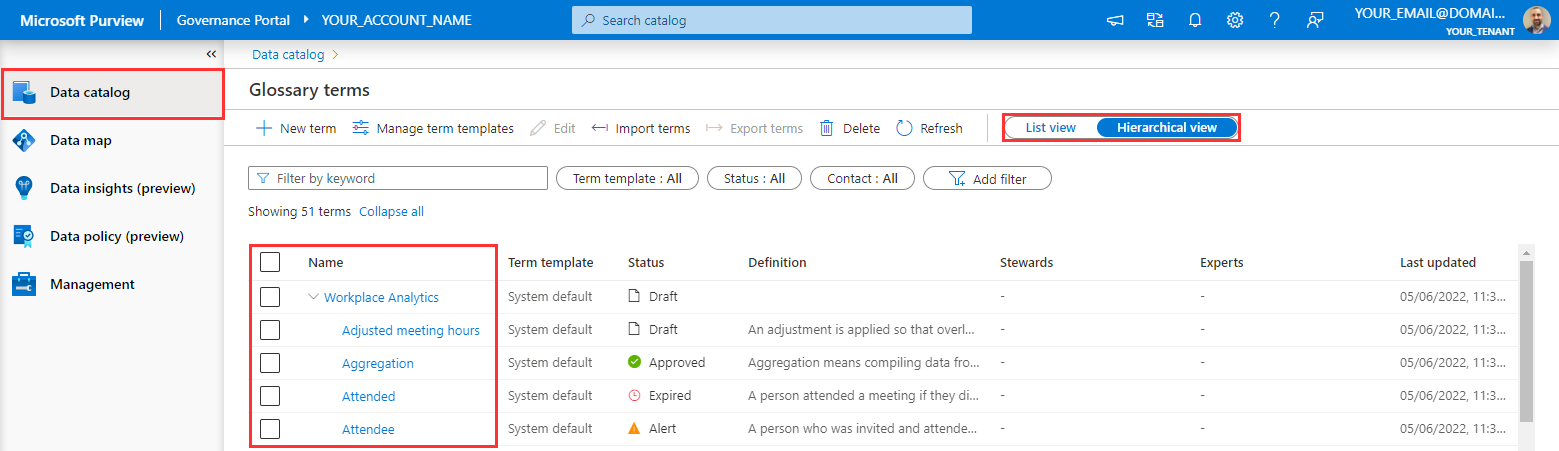 Microsoft Purview Governance Portal YOUR_ACCOUNT_NAME Search catalog YOUR_EMAIL@DOMAI...
YOUR_TENANT
Data catalog
Data map
Data insights (preview)
Data policy (preview)
Management
Data catalog
Glossary terms
New term Manage term templates Edit Import terms Export terms Delete Refresh List view Hierarchical view
Filter by keyword Term template : All Status : All Contact : All Add filter
Showing 51 terms Collapse all
Name Term template Status Definition Stewards Experts Last updated
Workplace Analytics System default Draft - - 05/06/2022, 11:3...
Adjusted meeting hours System default Draft An adjustment is applied so that overl... - - 05/06/2022, 11:3...
Aggregation System default Approved Aggregation means compiling data fro... - - 05/06/2022, 11:3...
Attended System default Expired A person attended a meeting if they di... - - 05/06/2022, 11:3...
Attendee System default Alert A person who was invited and attende... - - 05/06/2022, 11:3...